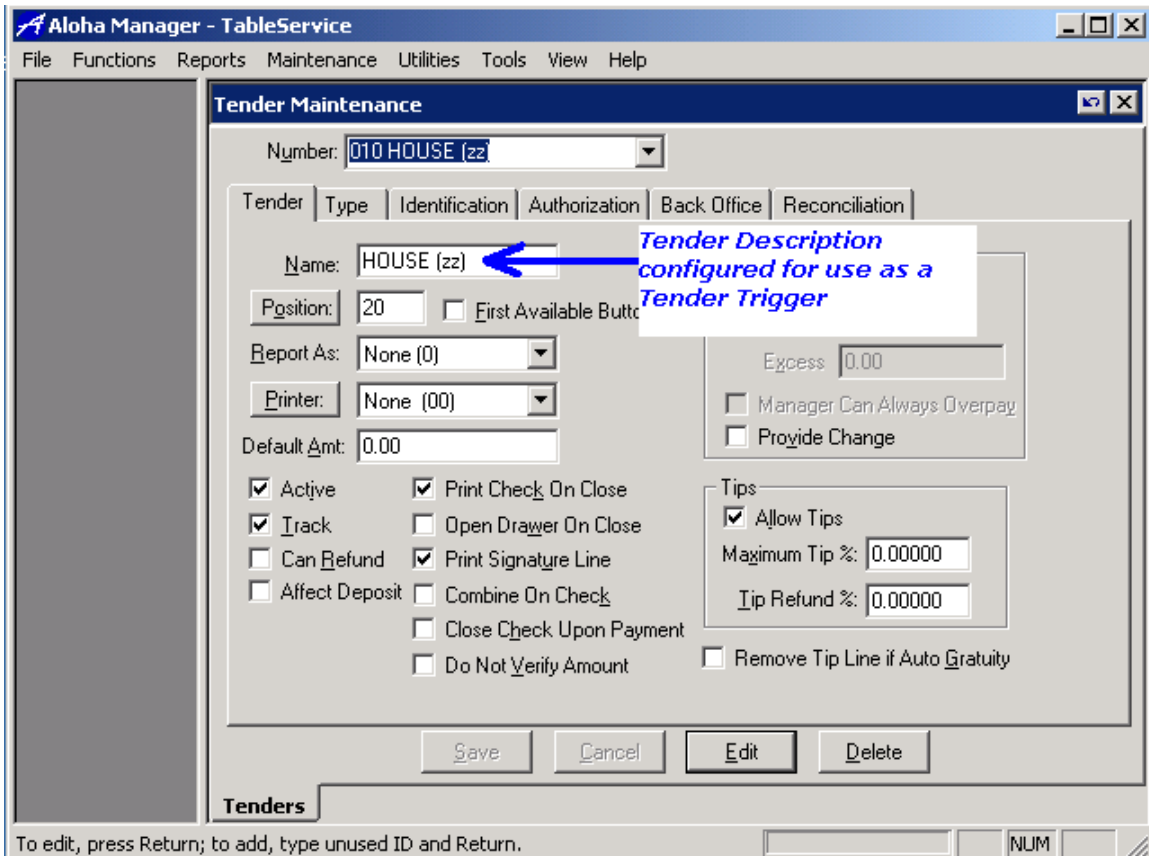 Aloha Manager - TableService
File Functions Reports Maintenance Utilities Tools View Help
Tender Maintenance
Number: 010 HOUSE (zz)
Tender Type Identification Authorization Back Office Reconciliation
Name: HOUSE (zz)
Tender Description
configured for use as a
Tender Trigger
Position: 20 First Available Butto
Report As: None (0)
Excess 0.00
Printer: None (00)
Manager Can Always Overpay
Default Amt: 0.00
Provide Change
Active Print Check On Close
Tips
Track Open Drawer On Close
Allow Tips
Can Refund Print Signature Line
Maximum Tip %: 0.00000
Affect Deposit Combine On Check
Tip Refund %: 0.00000
Close Check Upon Payment
Do Not Verify Amount
Remove Tip Line if Auto Gratuity
Save Cancel Edit Delete
Tenders
To edit, press Return; to add, type unused ID and Return.
NUM